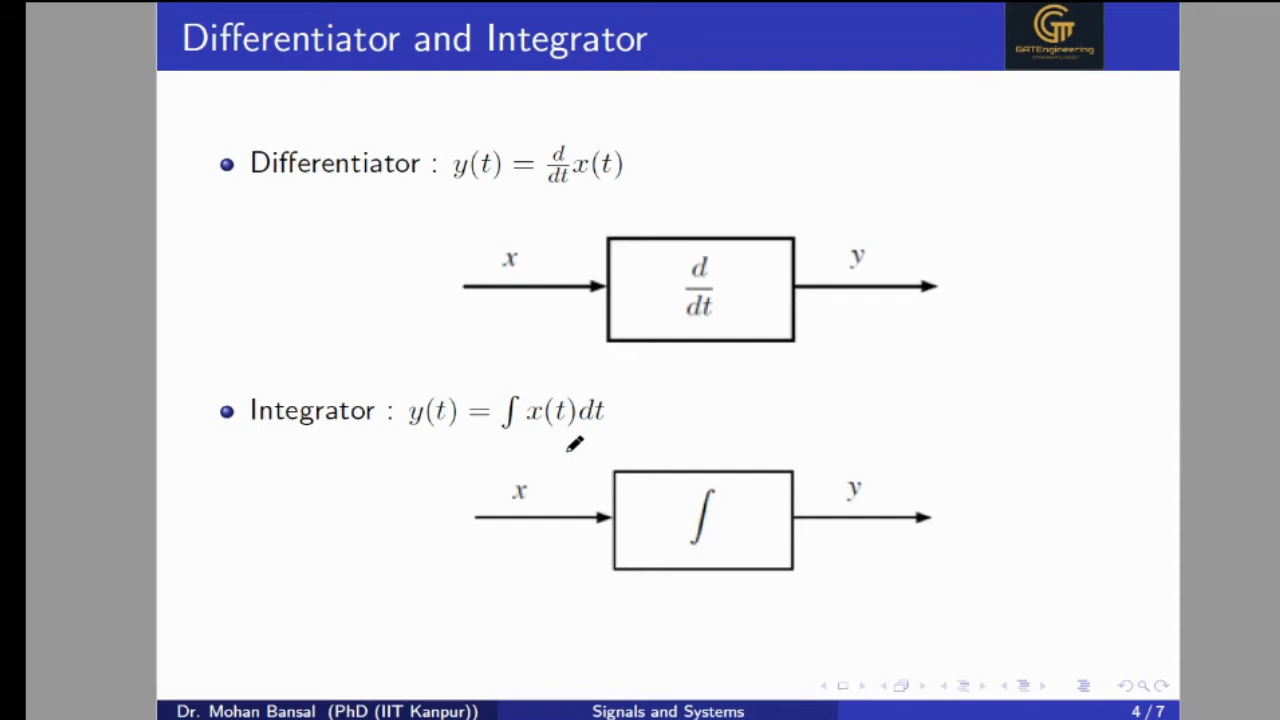 Differentiator and Integrator
GATEngineering
Differentiator : y(t) = d/dt x(t)
x
d
dt
y
Integrator : y(t) = ∫ x(t)dt
x
∫
y
Dr. Mohan Bansal (PhD (IIT Kanpur)) Signals and Systems 4 / 7